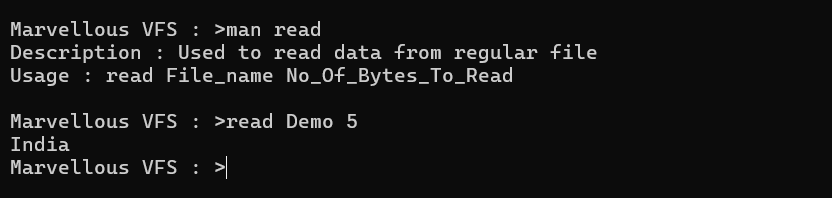 Marvellous VFS : >man read
Description : Used to read data from regular file
Usage : read File_name No_Of_Bytes_To_Read
Marvellous VFS : >read Demo 5
India
Marvellous VFS : >